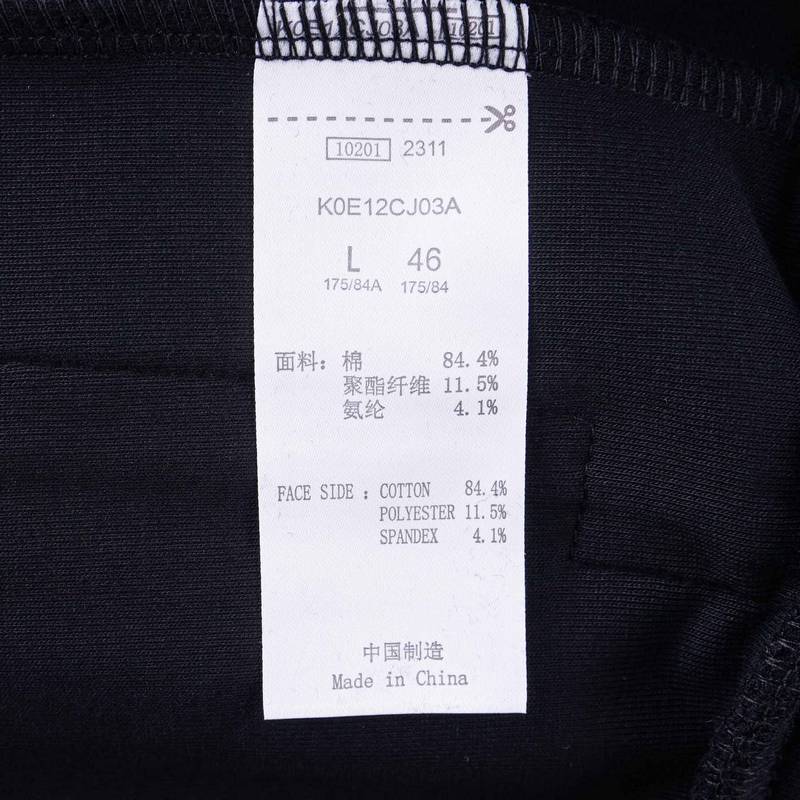 K0E12CJ03A 10201
10201 2311
K0E12CJ03A
L 46
175/84A 175/84
面料: 棉 84.4%
聚酯纤维 11.5%
氨纶 4.1%
FACE SIDE : COTTON 84.4%
POLYESTER 11.5%
SPANDEX 4.1%
中国制造
Made in China